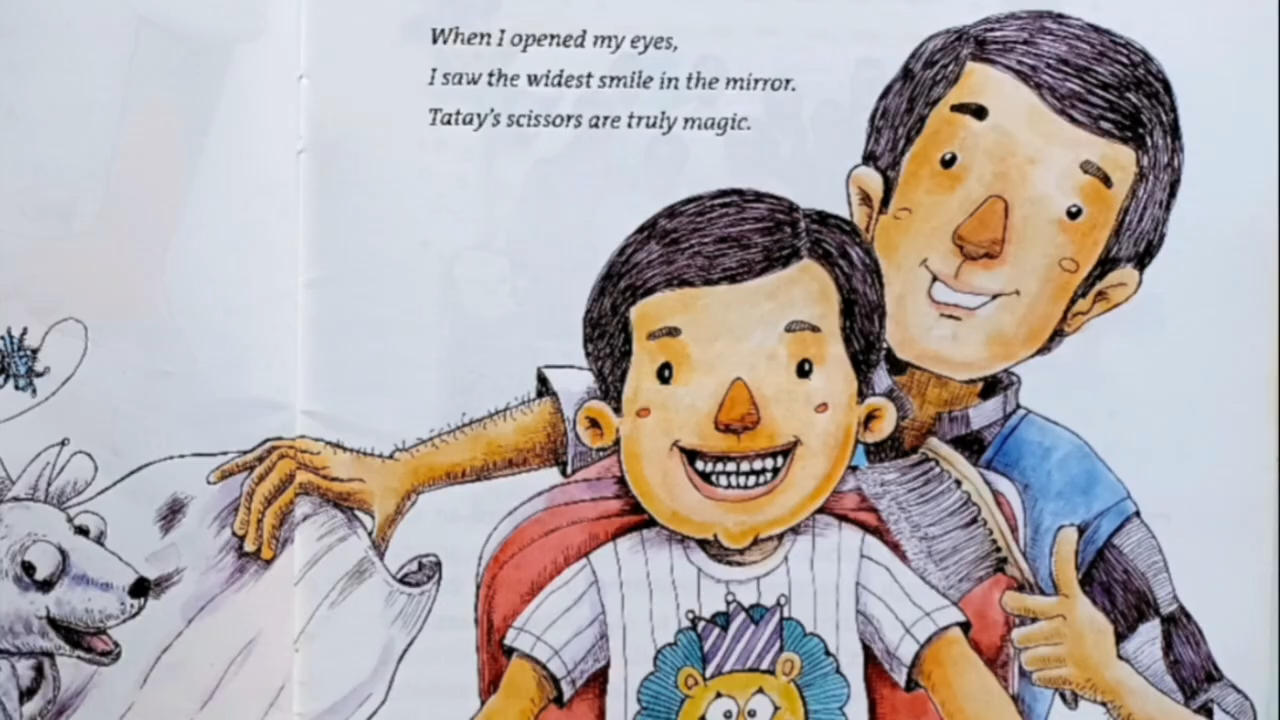 When I opened my eyes,
I saw the widest smile in the mirror.
Tatay's scissors are truly magic.